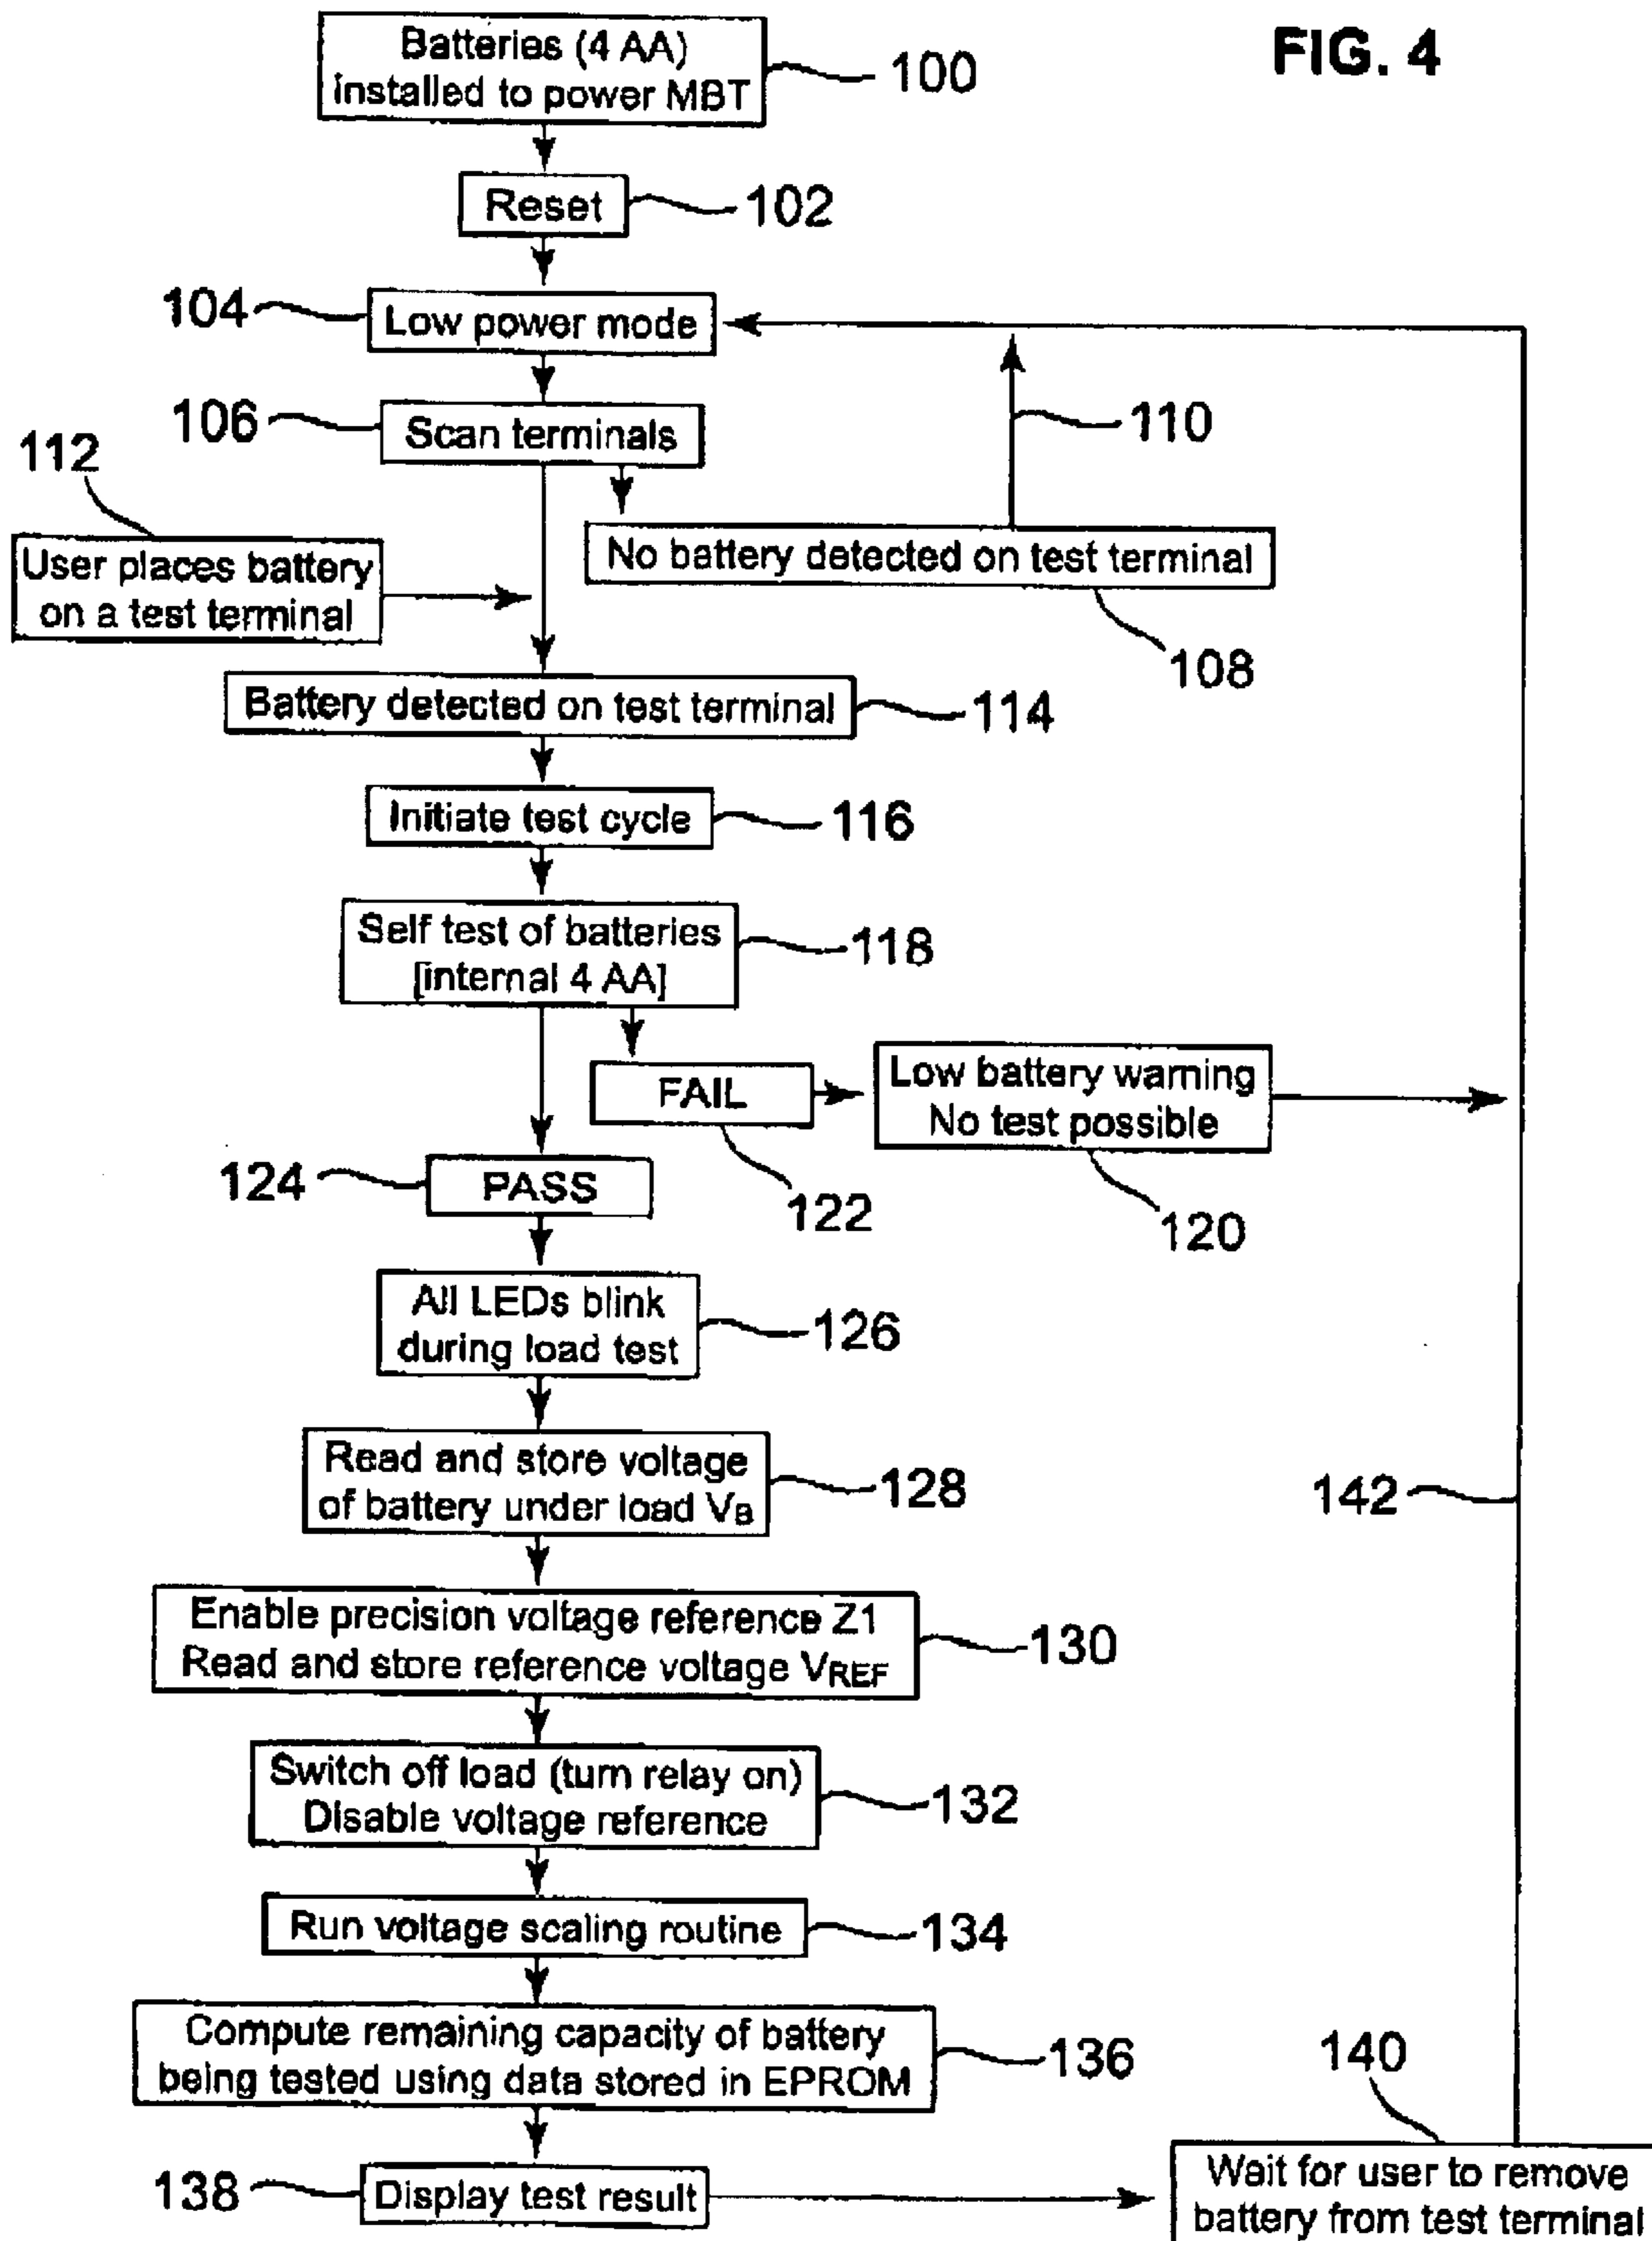 FIG. 4
Batteries (4 AA)
installed to power MBT
100
Reset
102
104
Low power mode
106
Scan terminals
110
112
User places battery
on a test terminal
No battery detected on test terminal
108
Battery detected on test terminal
114
Initiate test cycle
116
Self test of batteries
[internal 4 AA]
118
FAIL
122
Low battery warning
No test possible
120
124
PASS
All LEDs blink
during load test
126
Read and store voltage
of battery under load VB
128
142
Enable precision voltage reference Z1
Read and store reference voltage VREF
130
Switch off load (turn relay on)
Disable voltage reference
132
Run voltage scaling routine
134
Compute remaining capacity of battery
being tested using data stored in EPROM
136
138
Display test result
140
Wait for user to remove
battery from test terminal